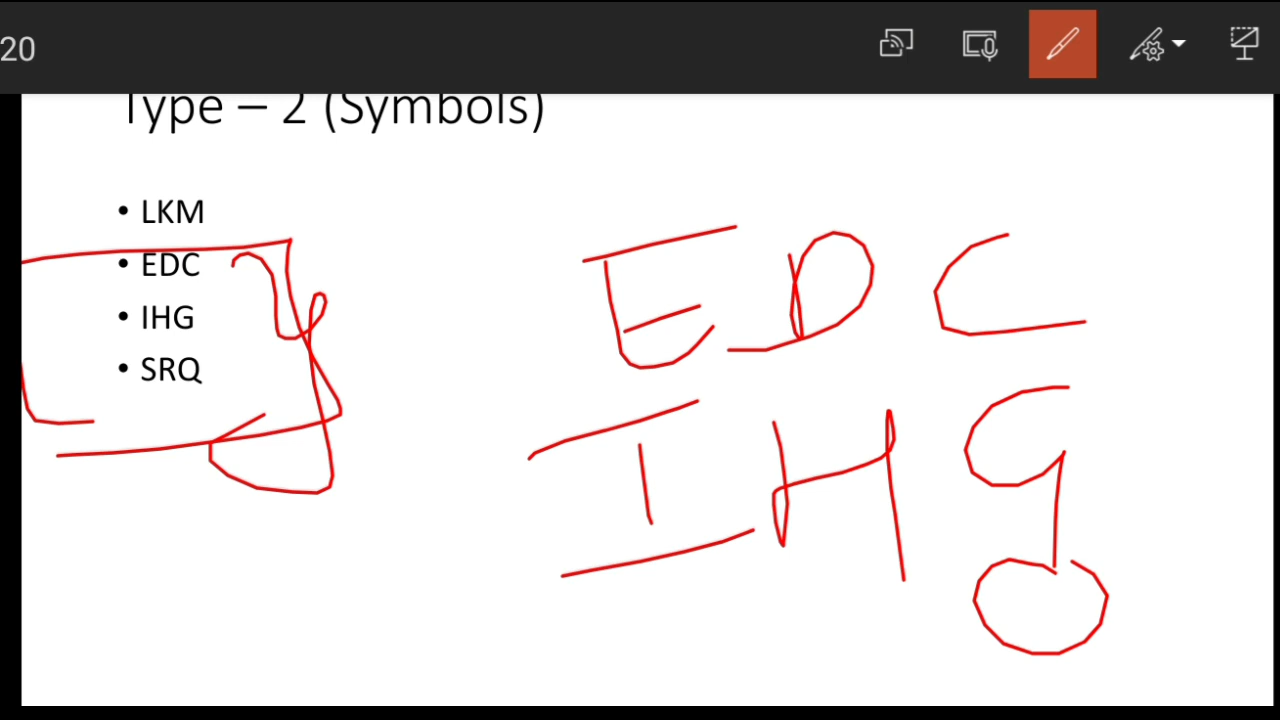 20
Type – 2 (Symbols)
• LKM
• EDC
• IHG
• SRQ
EDC
IHG